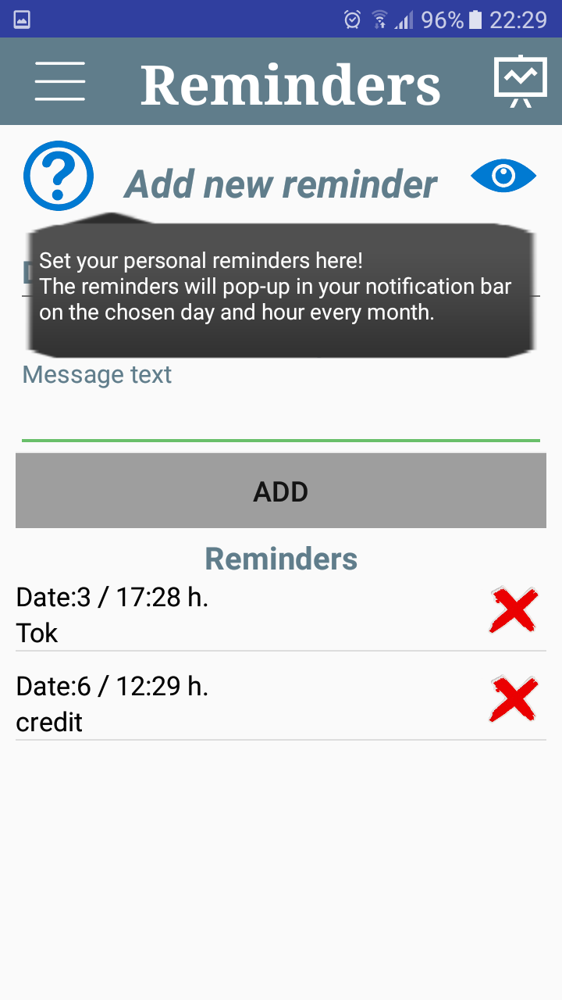 96% 22:29
Reminders
Add new reminder
Set your personal reminders here!
The reminders will pop-up in your notification bar
on the chosen day and hour every month.
Message text
ADD
Reminders
Date:3 / 17:28 h.
Tok
Date:6 / 12:29 h.
credit